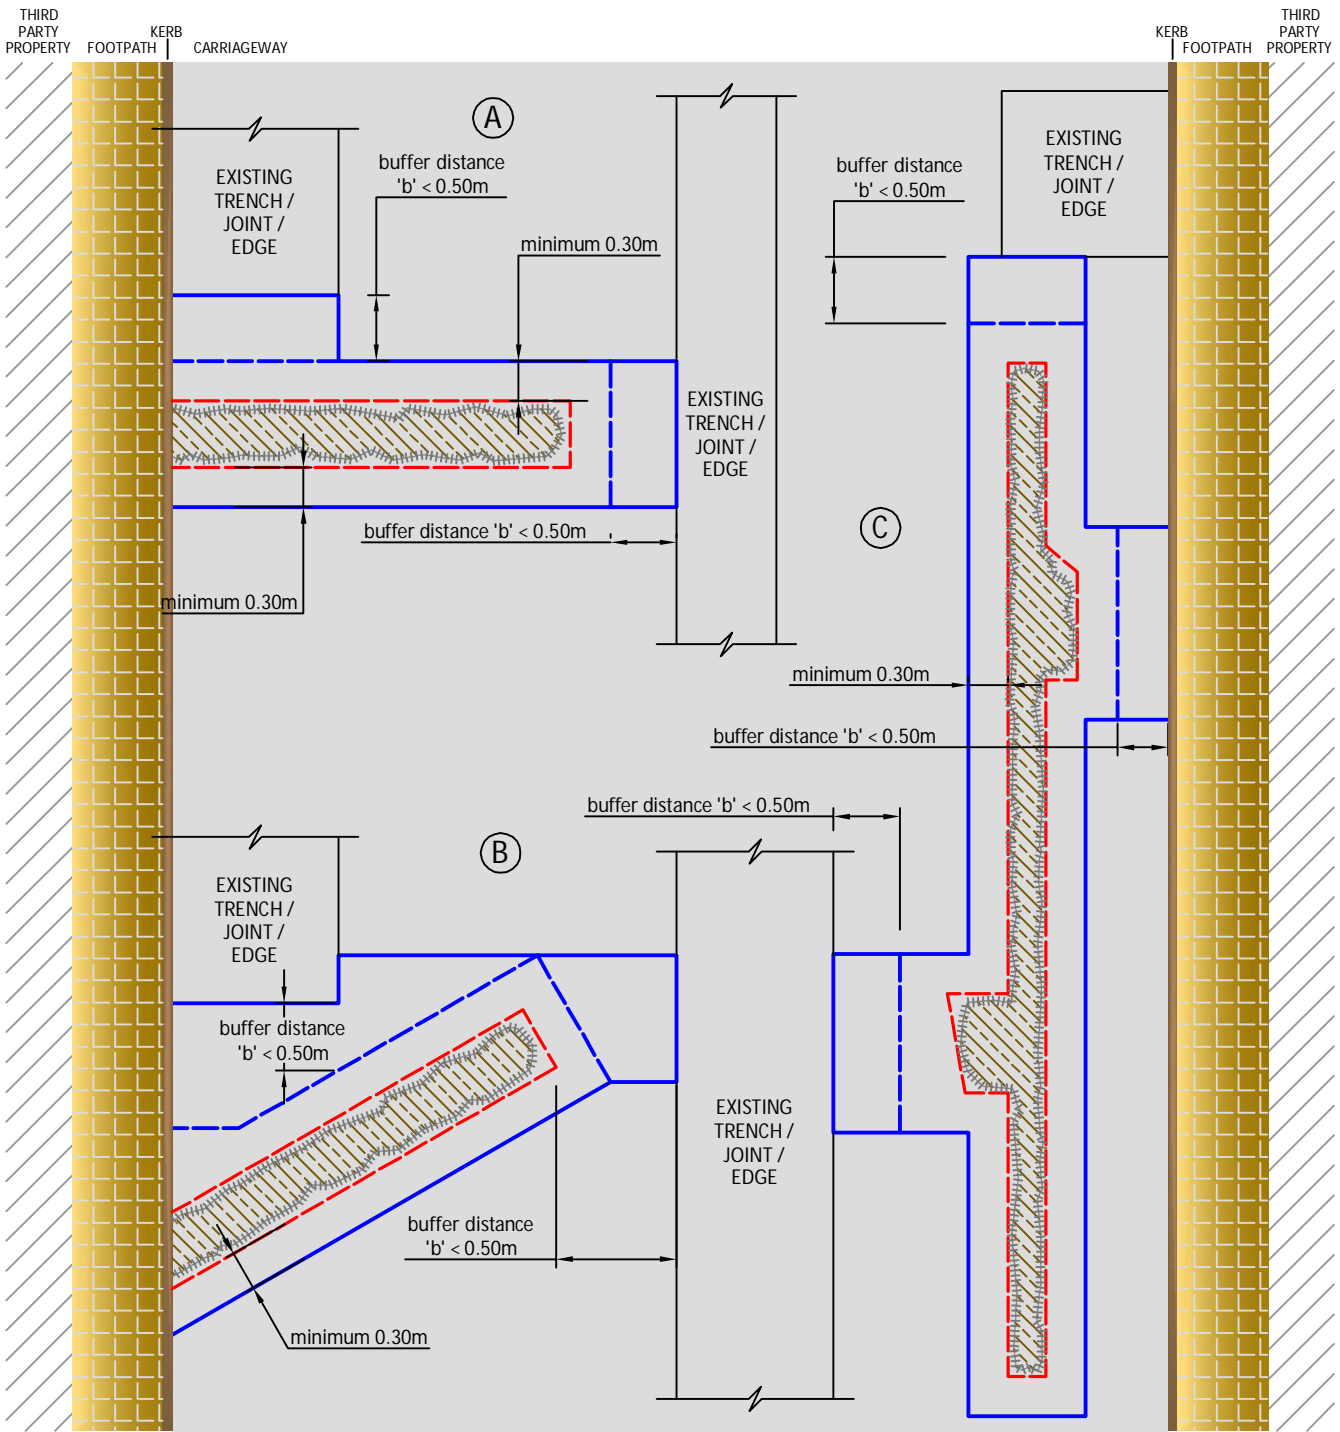 THIRD
PARTY
PROPERTY
FOOTPATH
KERB
CARRIAGEWAY
KERB
FOOTPATH
THIRD
PARTY
PROPERTY
A
EXISTING
TRENCH /
JOINT /
EDGE
buffer distance
'b' < 0.50m
minimum 0.30m
buffer distance
'b' < 0.50m
EXISTING
TRENCH /
JOINT /
EDGE
EXISTING
TRENCH /
JOINT /
EDGE
buffer distance 'b' < 0.50m
minimum 0.30m
C
minimum 0.30m
buffer distance 'b' < 0.50m
buffer distance 'b' < 0.50m
B
EXISTING
TRENCH /
JOINT /
EDGE
buffer distance
'b' < 0.50m
EXISTING
TRENCH /
JOINT /
EDGE
buffer distance
'b' < 0.50m
minimum 0.30m